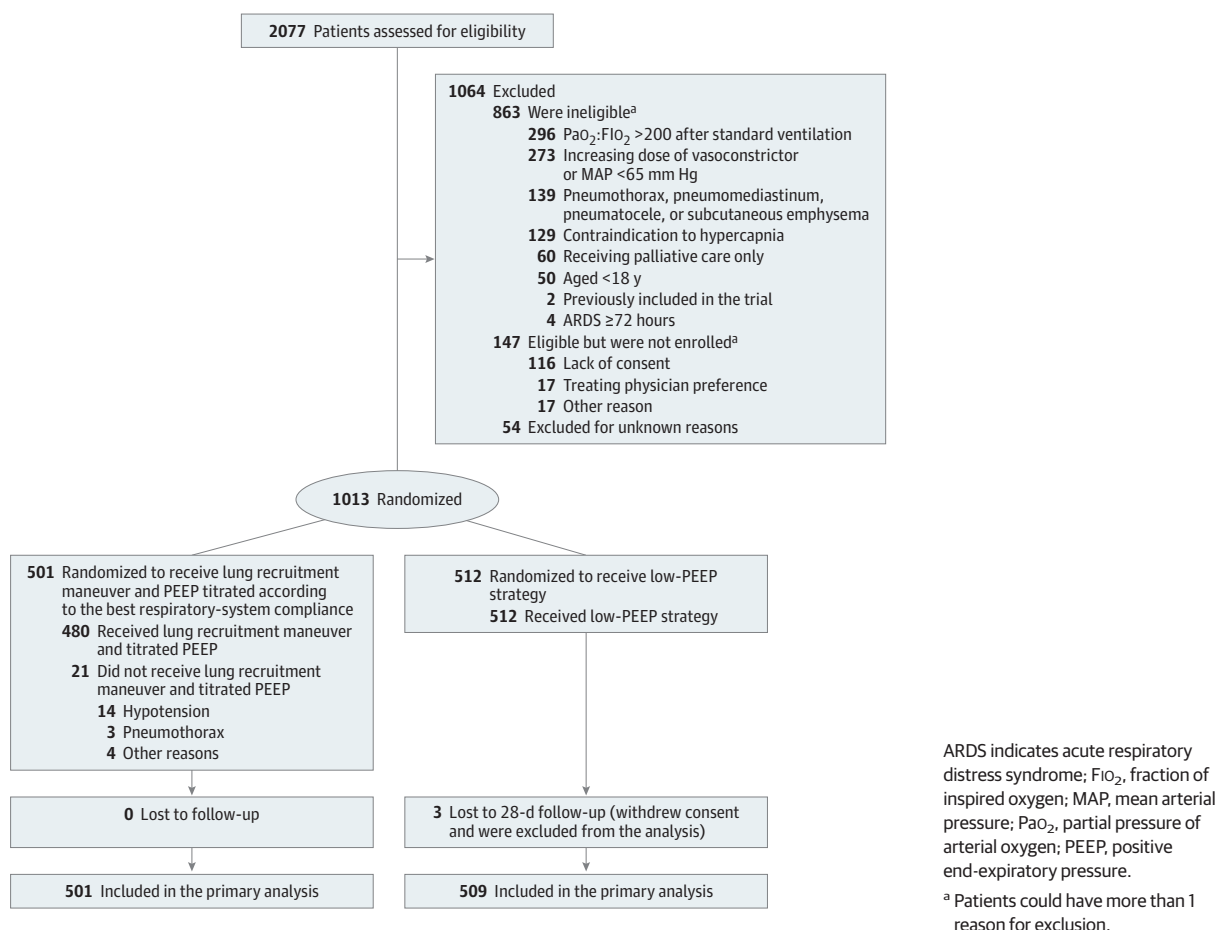 2077 Patients assessed for eligibility
1064 Excluded
863 Were ineligibleᵃ
296 PaO₂:FIO₂ >200 after standard ventilation
273 Increasing dose of vasoconstrictor
or MAP <65 mm Hg
139 Pneumothorax, pneumomediastinum,
pneumatocele, or subcutaneous emphysema
129 Contraindication to hypercapnia
60 Receiving palliative care only
50 Aged <18 y
2 Previously included in the trial
4 ARDS ≥72 hours
147 Eligible but were not enrolledᵃ
116 Lack of consent
17 Treating physician preference
17 Other reason
54 Excluded for unknown reasons
1013 Randomized
501 Randomized to receive lung recruitment
maneuver and PEEP titrated according
to the best respiratory-system compliance
480 Received lung recruitment maneuver
and titrated PEEP
21 Did not receive lung recruitment
maneuver and titrated PEEP
14 Hypotension
3 Pneumothorax
4 Other reasons
512 Randomized to receive low-PEEP
strategy
512 Received low-PEEP strategy
0 Lost to follow-up
3 Lost to 28-d follow-up (withdrew consent
and were excluded from the analysis)
501 Included in the primary analysis
509 Included in the primary analysis
ARDS indicates acute respiratory
distress syndrome; FIO₂, fraction of
inspired oxygen; MAP, mean arterial
pressure; PaO₂, partial pressure of
arterial oxygen; PEEP, positive
end-expiratory pressure.
ᵃ Patients could have more than 1
reason for exclusion.